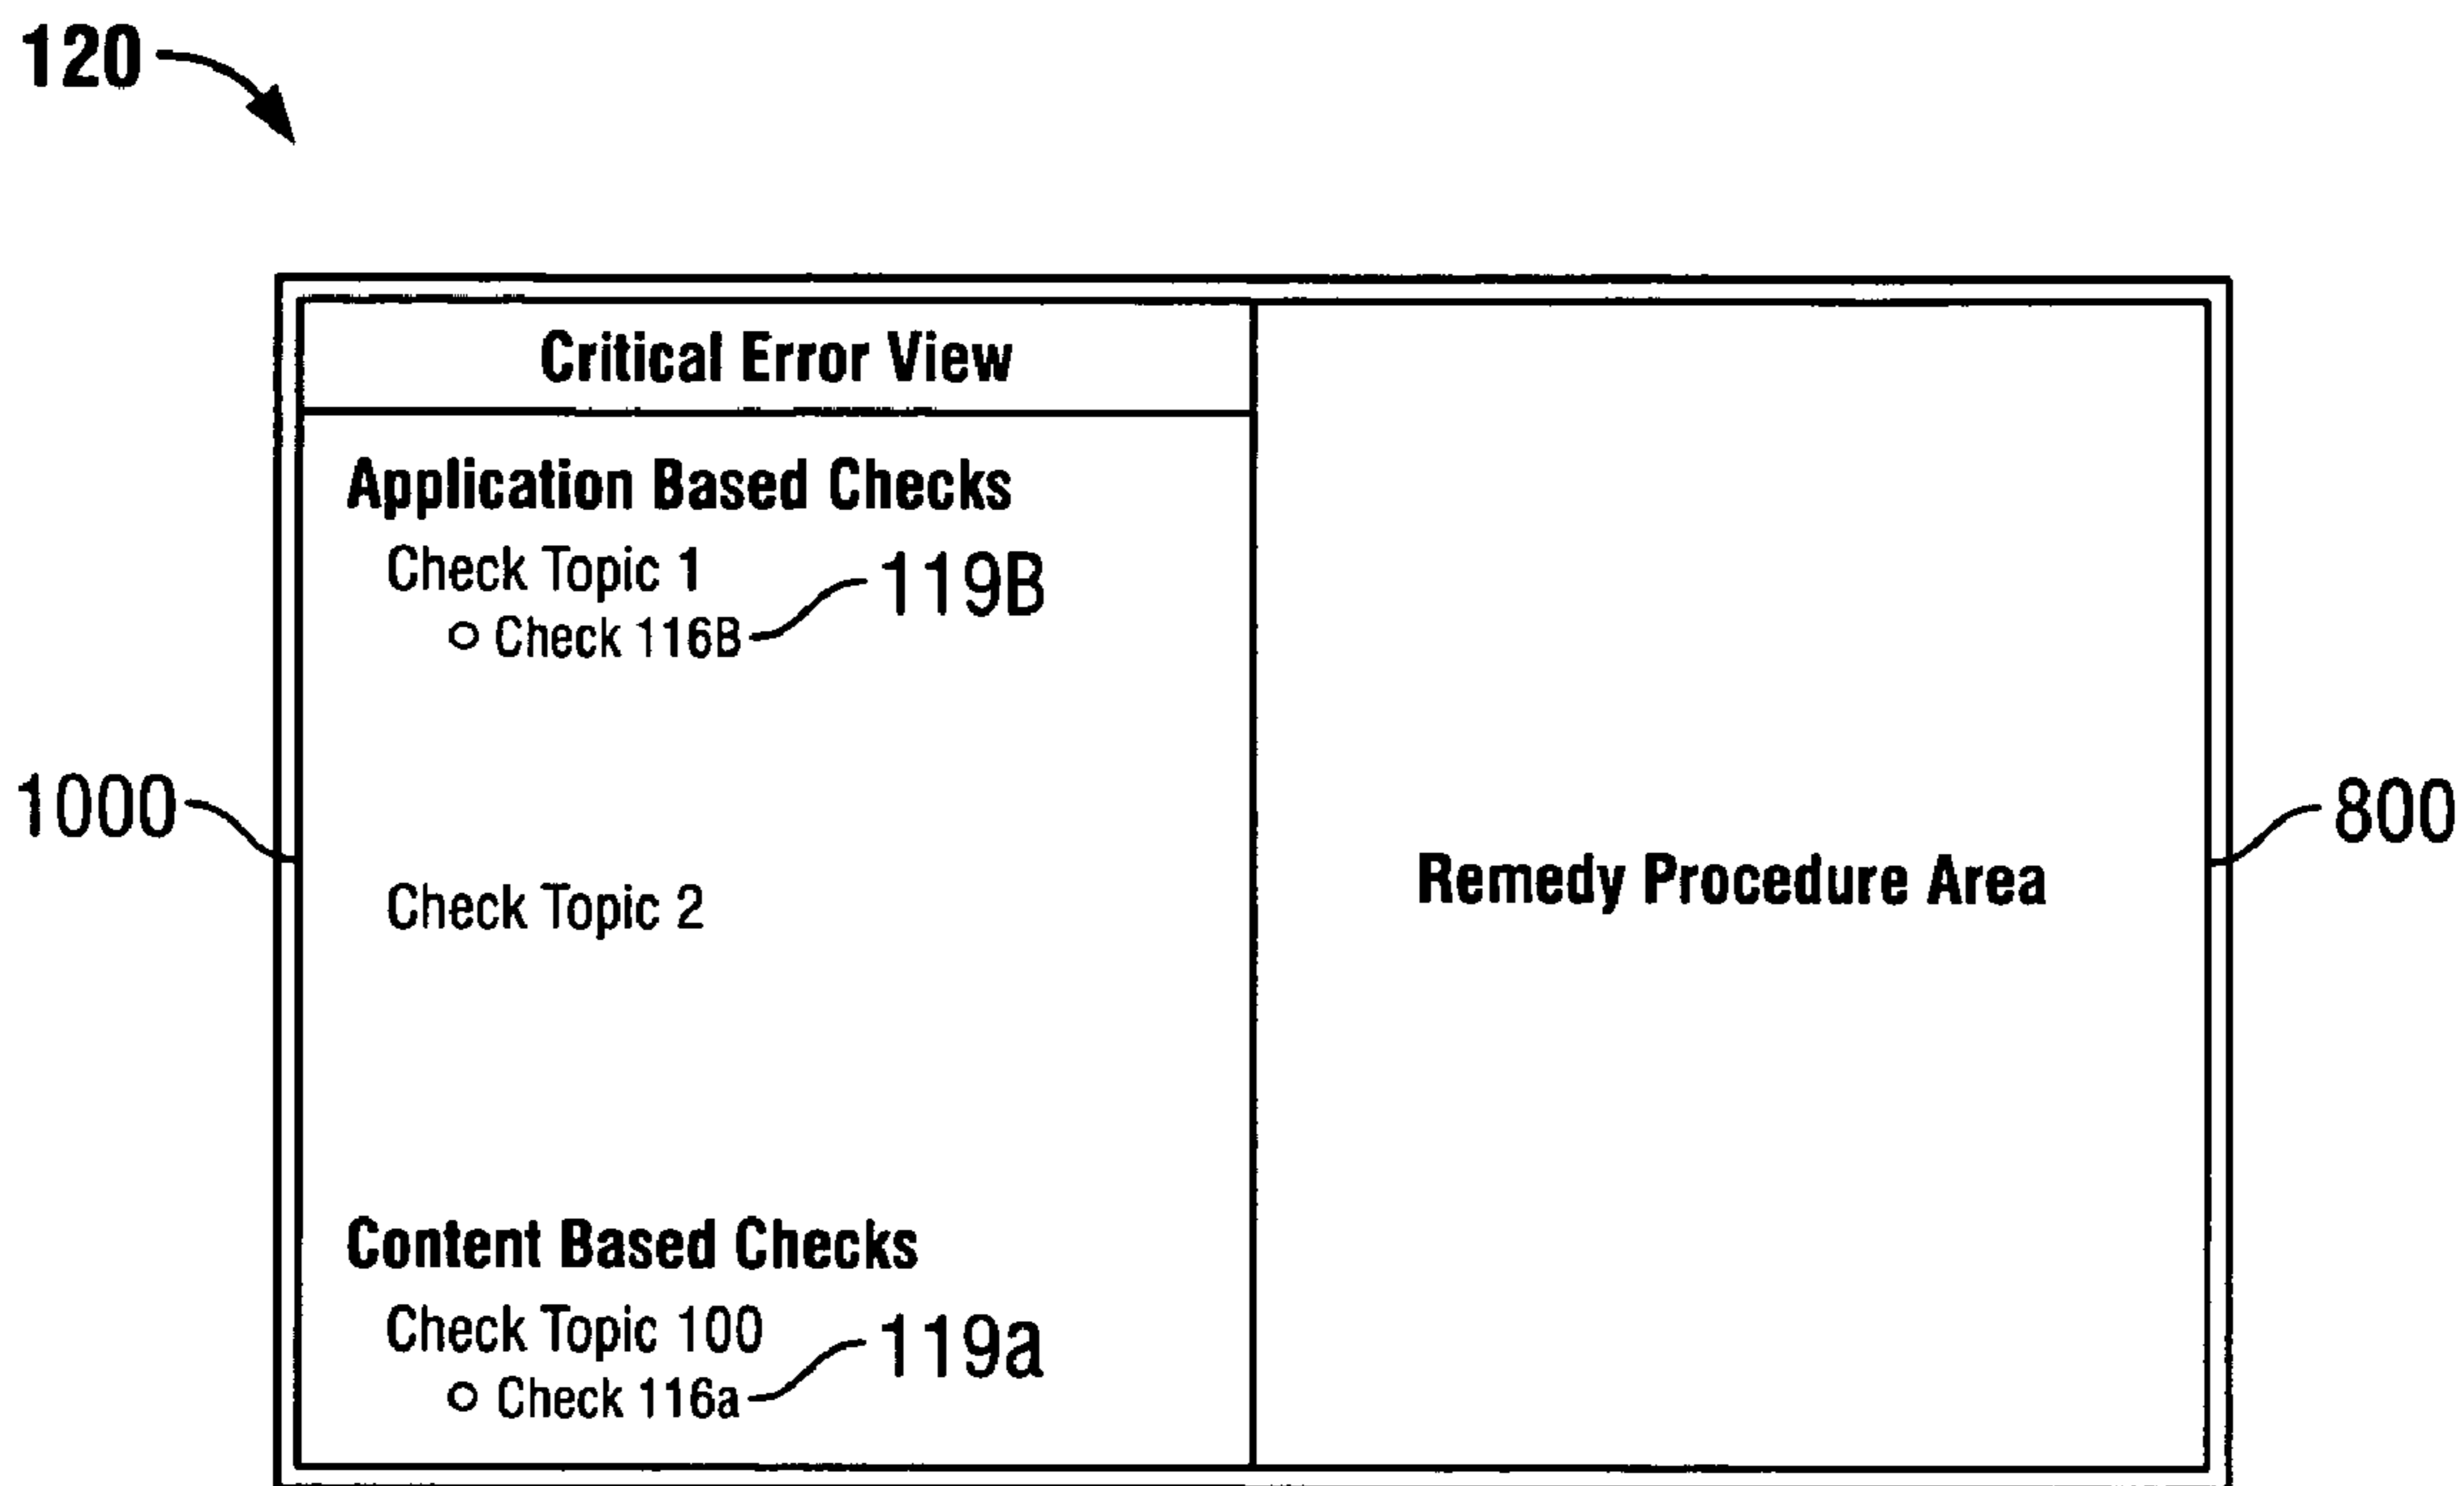 120
Critical Error View
Application Based Checks
Check Topic 1
119B
Check 116B
1000
800
Remedy Procedure Area
Check Topic 2
Content Based Checks
Check Topic 100
119a
Check 116a